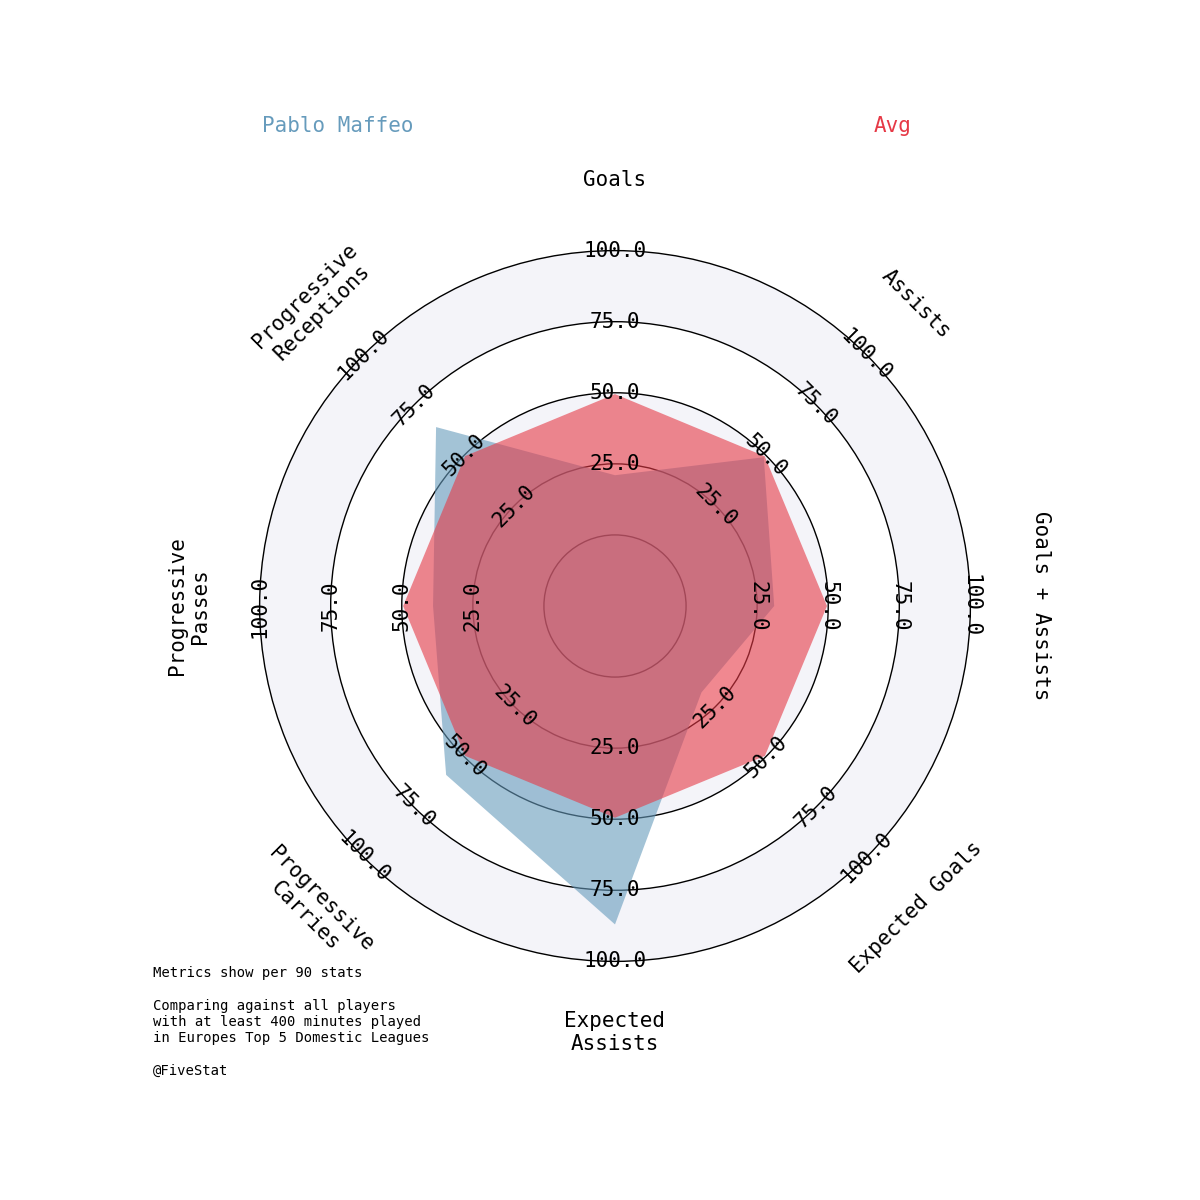 Pablo Maffeo
Avg
Goals
Assists
Goals + Assists
Expected Goals
Expected
Assists
Progressive
Carries
Progressive
Passes
Progressive
Receptions
25.0
50.0
75.0
100.0
25.0
50.0
75.0
100.0
25.0
50.0
75.0
100.0
25.0
50.0
75.0
100.0
25.0
50.0
75.0
100.0
25.0
50.0
75.0
100.0
25.0
50.0
75.0
100.0
25.0
50.0
75.0
100.0
Metrics show per 90 stats
Comparing against all players
with at least 400 minutes played
in Europes Top 5 Domestic Leagues
@FiveStat